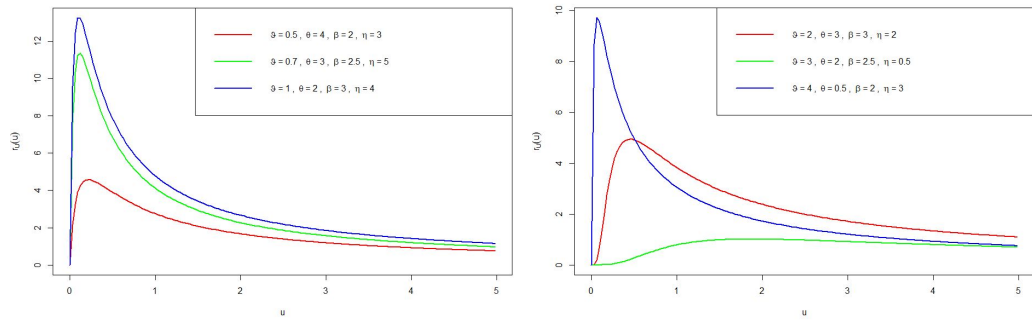 ϑ = 0.5 , θ = 4 , β = 2 , η = 3
ϑ = 0.7 , θ = 3 , β = 2.5 , η = 5
ϑ = 1 , θ = 2 , β = 3 , η = 4
12
10
8
6
4
2
0
r_U(u)
0 1 2 3 4 5
u
ϑ = 2 , θ = 3 , β = 3 , η = 2
ϑ = 3 , θ = 2 , β = 2.5 , η = 0.5
ϑ = 4 , θ = 0.5 , β = 2 , η = 3
10
8
6
4
2
0
r_U(u)
0 1 2 3 4 5
u